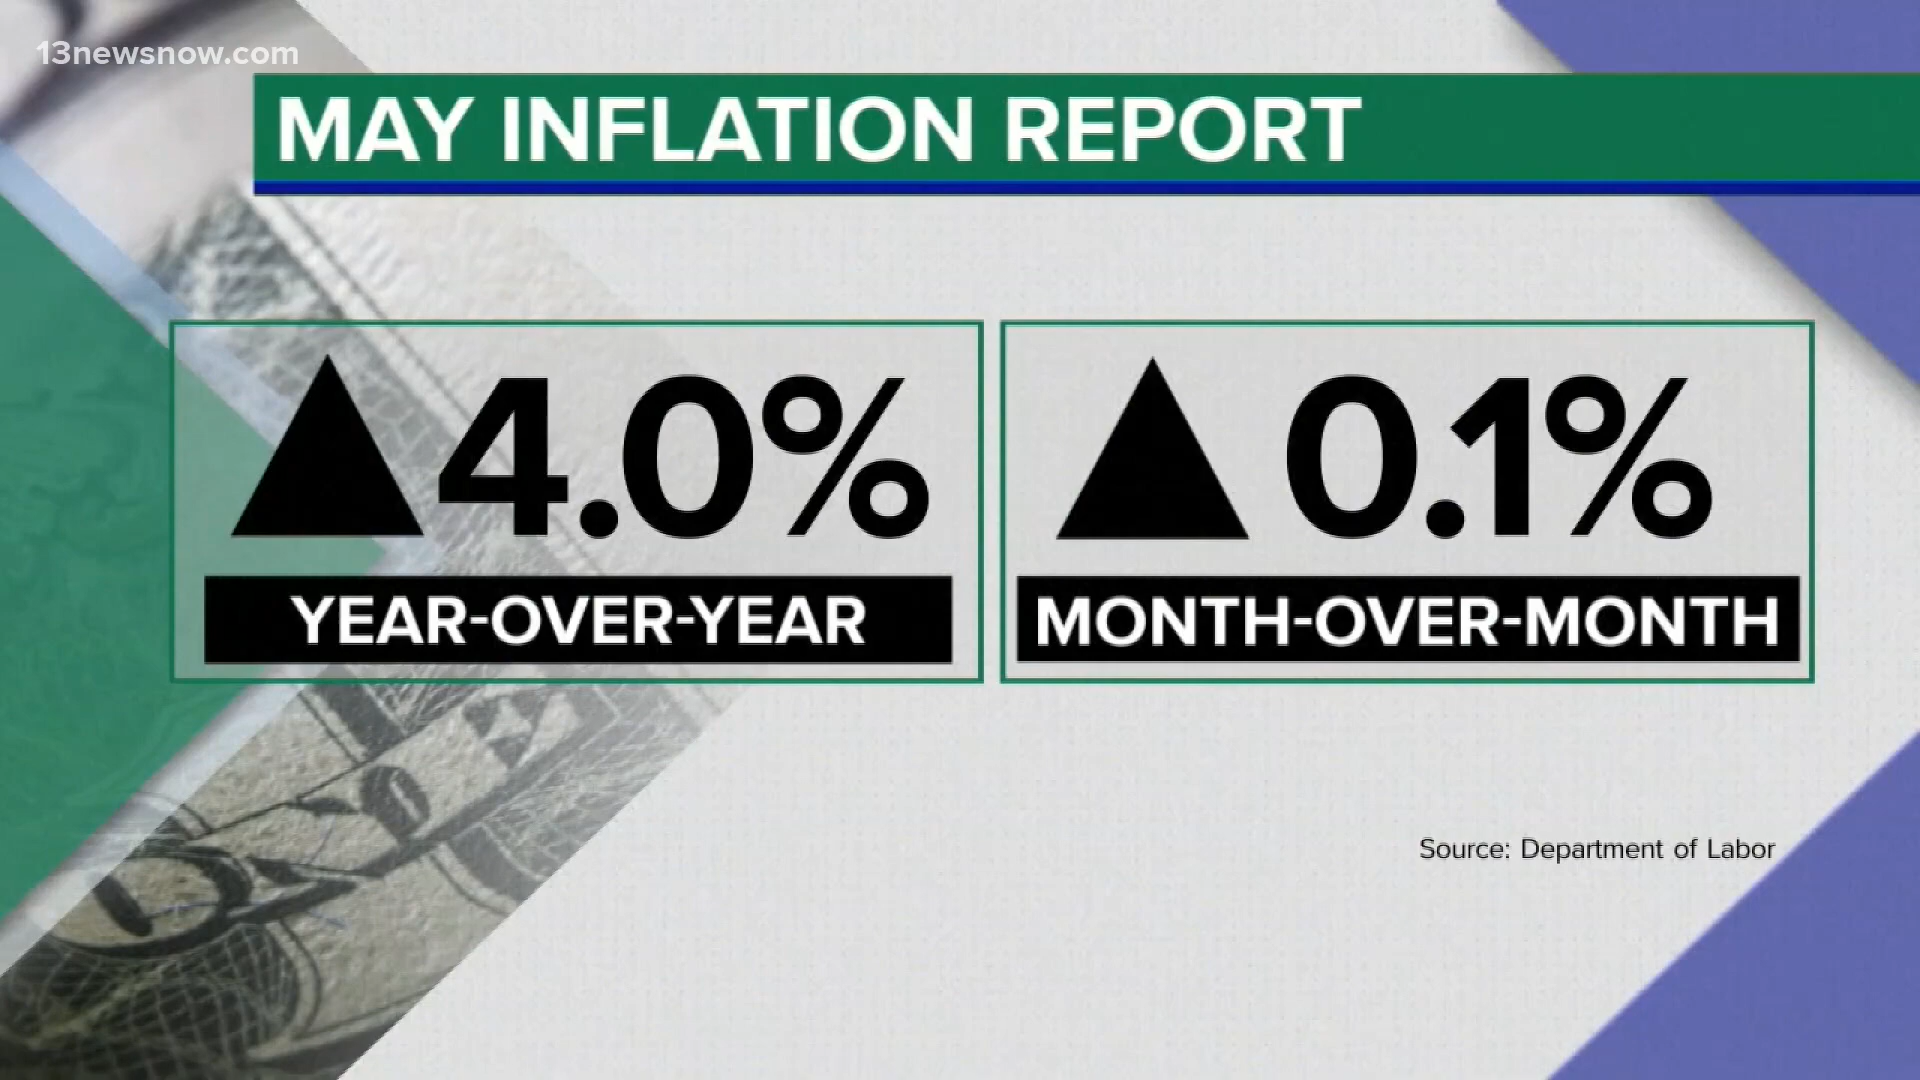 13newsnow.com
MAY INFLATION REPORT
▲4.0% ▲ 0.1%
YEAR-OVER-YEAR MONTH-OVER-MONTH
Source: Department of Labor